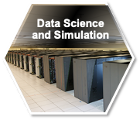 Data Science
and Simulation